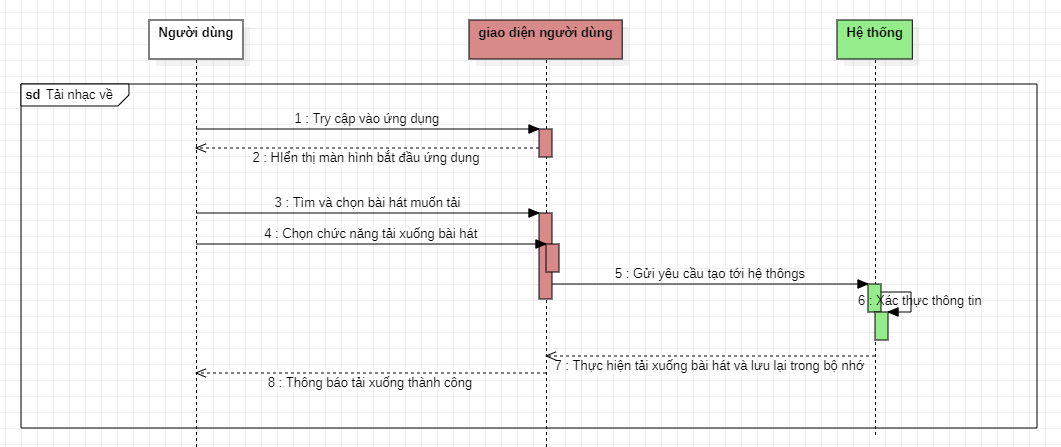 Người dùng
giao diện người dùng
Hệ thống
sd Tải nhạc về
1 : Try cập vào ứng dụng
2 : HIển thị màn hình bắt đầu ứng dụng
3 : Tìm và chọn bài hát muốn tải
4 : Chọn chức năng tải xuống bài hát
5 : Gửi yêu cầu tạo tới hệ thôngs
6 : Xác thực thông tin
7 : Thực hiện tải xuống bài hát và lưu lại trong bộ nhớ
8 : Thông báo tải xuống thành công